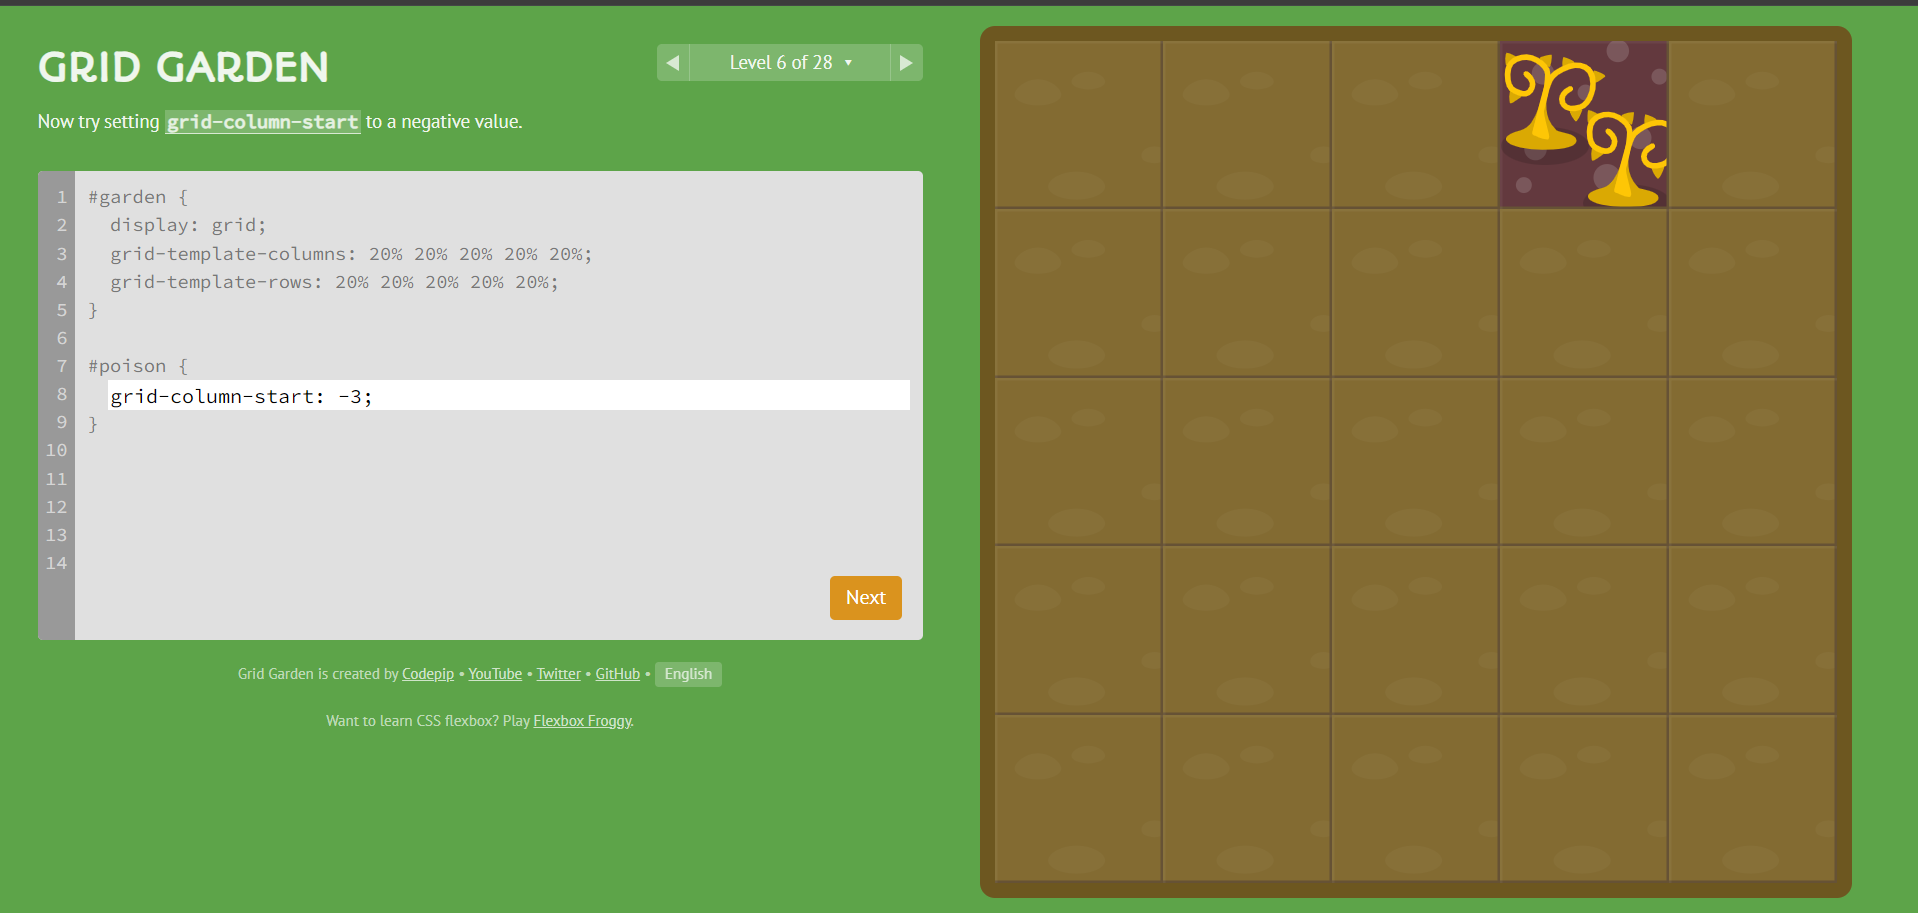 GRID GARDEN
◀ Level 6 of 28 ▼ ▶
Now try setting grid-column-start to a negative value.
1 #garden {
2   display: grid;
3   grid-template-columns: 20% 20% 20% 20% 20%;
4   grid-template-rows: 20% 20% 20% 20% 20%;
5 }
6
7 #poison {
8   grid-column-start: -3;
9 }
10
11
12
13
14
Next
Grid Garden is created by Codepip • YouTube • Twitter • GitHub • English
Want to learn CSS flexbox? Play Flexbox Froggy.